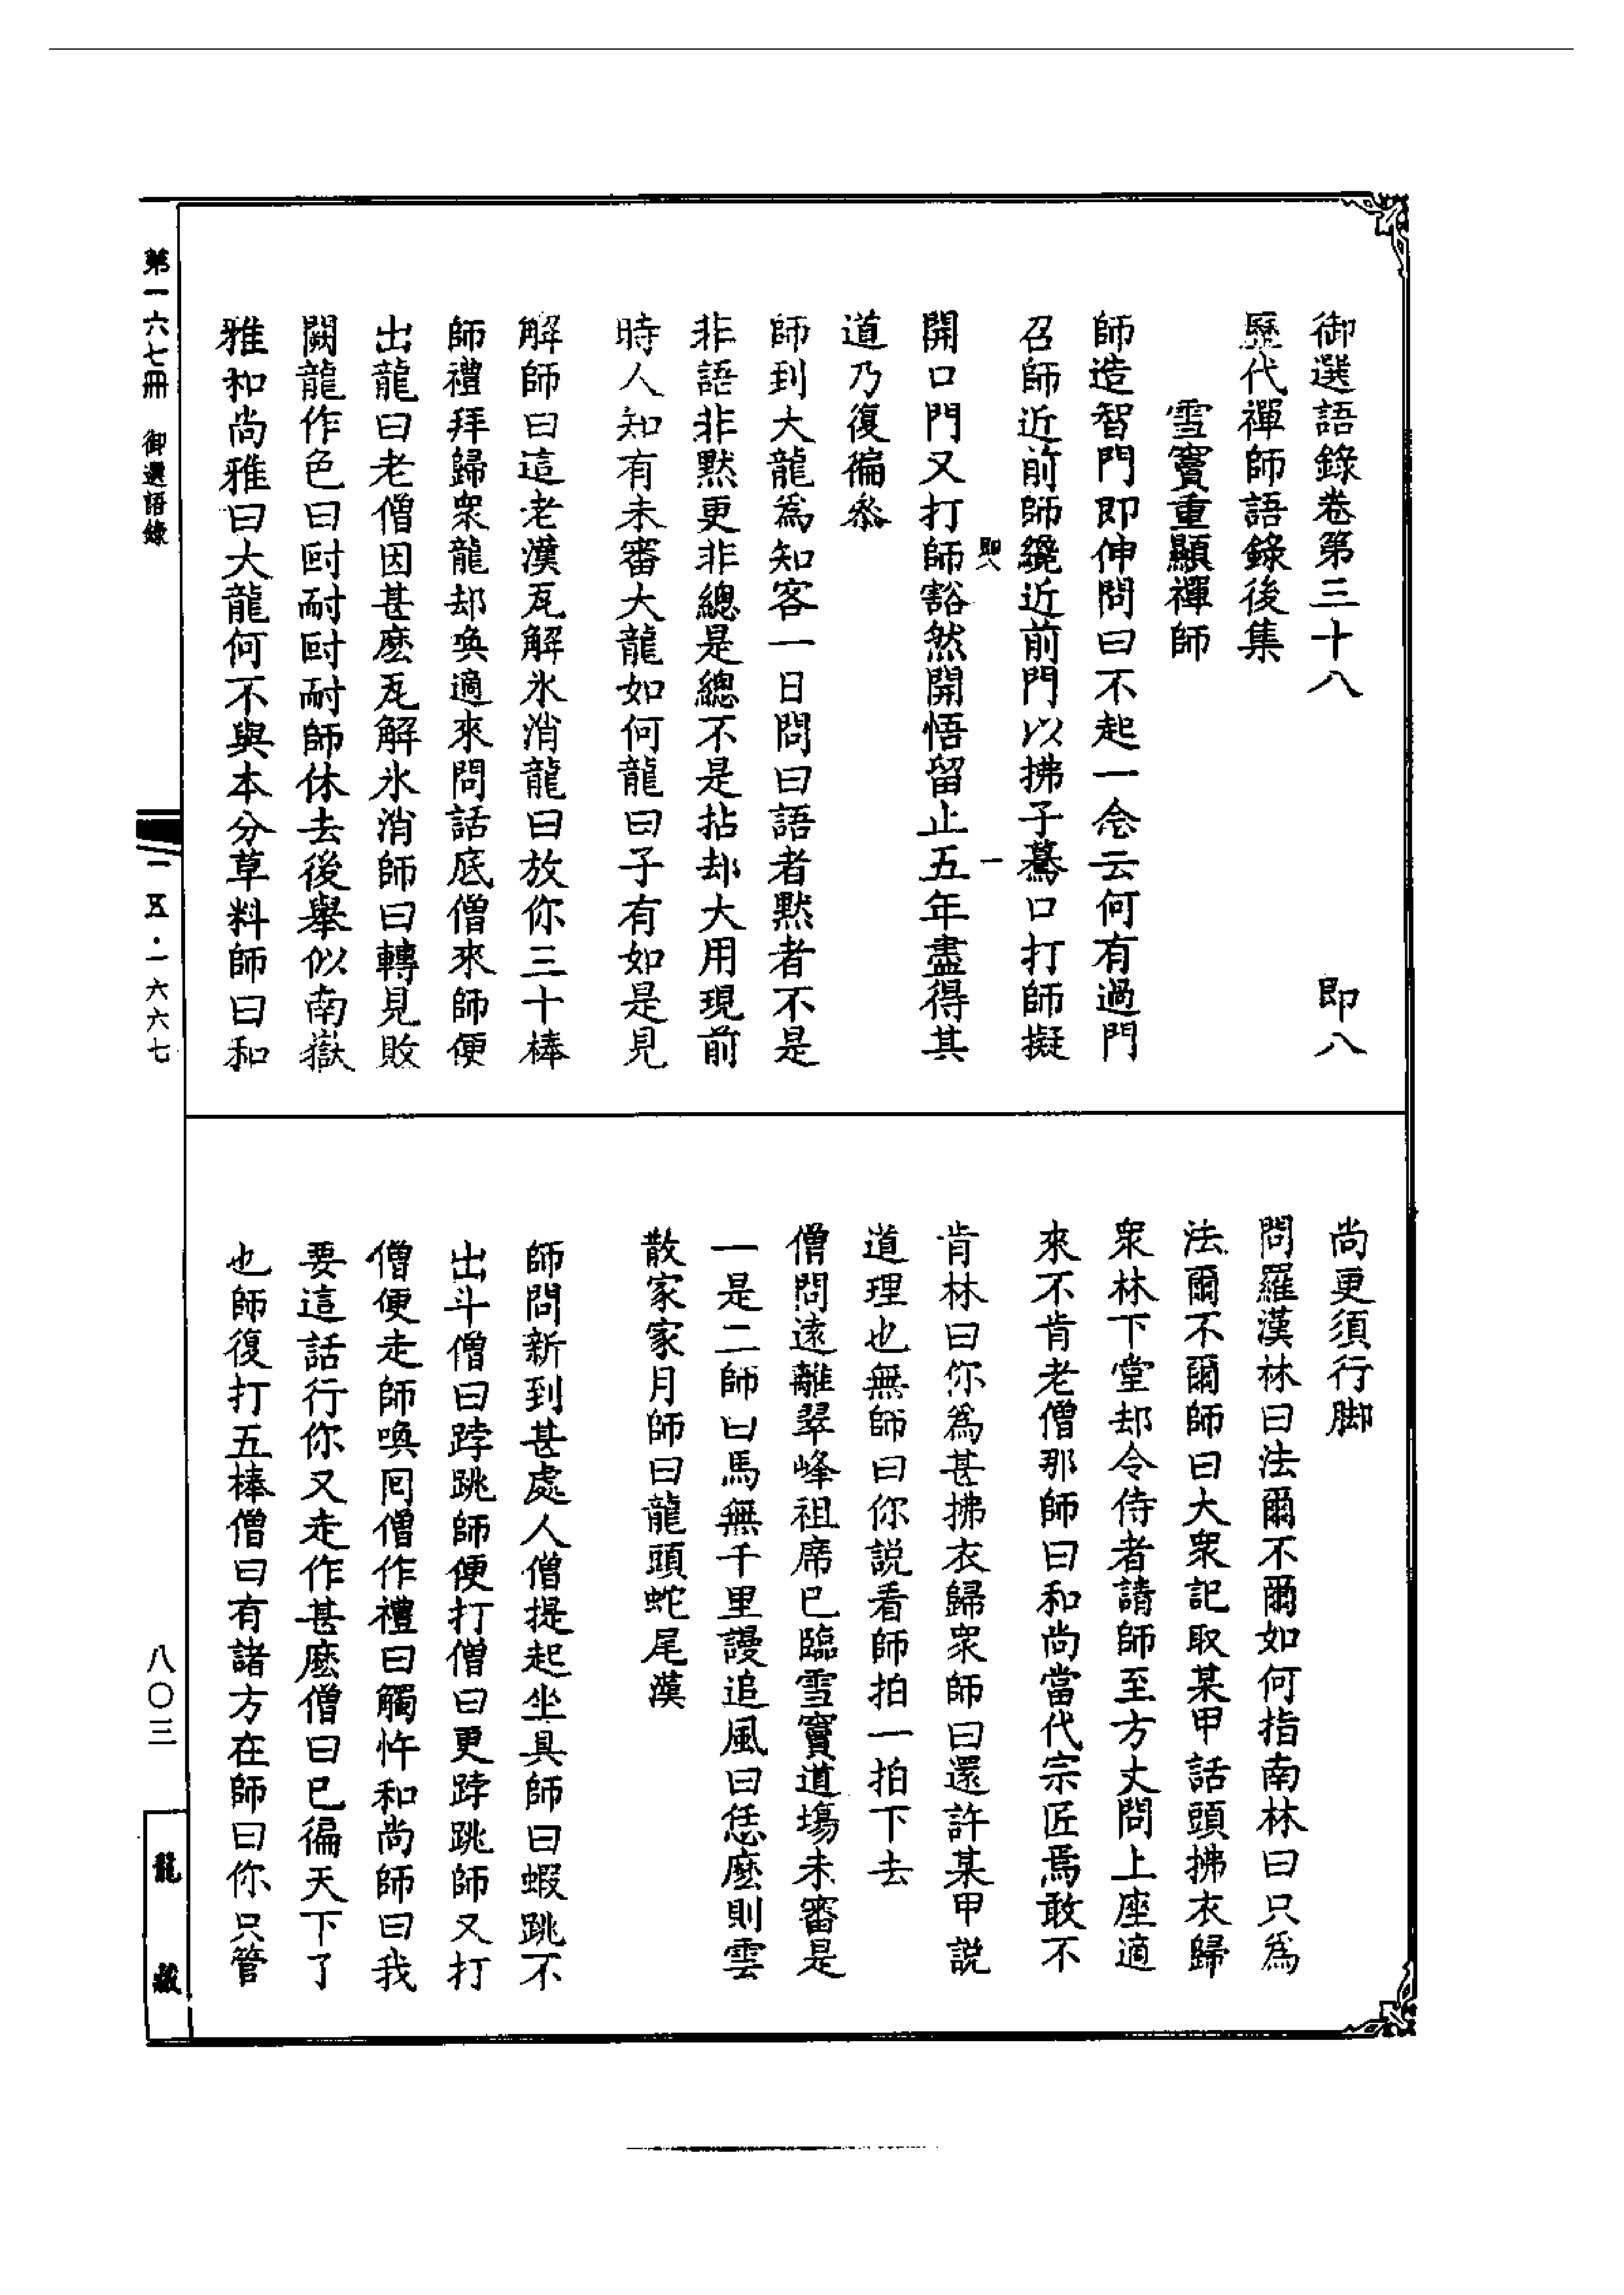 御選語錄卷第三十八　即八
歷代禪師語錄後集
雪竇重顯禪師
師造智門即伸問曰不起一念云何有過門
召師近前師纔近前門以拂子驀口打師擬
即八　一
開口門又打師豁然開悟留止五年盡得其
道乃復徧叅
師到大龍為知客一日問曰語者黙者不是
非語非黙更非總是總不是拈却大用現前
時人知有未審大龍如何龍曰子有如是見
解師曰這老漢瓦解氷消龍曰放你三十棒
師禮拜歸衆龍却喚適來問話底僧來師便
出龍曰老僧因甚麽瓦解氷消師曰轉見敗
闕龍作色曰叵耐叵耐師休去後舉似南嶽
雅和尚雅曰大龍何不與本分草料師曰和
尚更須行脚
問羅漢林曰法爾不爾如何指南林曰只為
法爾不爾師曰大衆記取某甲話頭拂衣歸
衆林下堂却令侍者請師至方丈問上座適
來不肯老僧那師曰和尚當代宗匠焉敢不
肯林曰你為甚拂衣歸衆師曰還許某甲説
道理也無師曰你説看師拍一拍下去
僧問遠離翠峰祖席已臨雪竇道塲未審是
一是二師曰馬無千里謾追風曰恁麽則雲
散家家月師曰龍頭蛇尾漢
師問新到甚處人僧提起坐具師曰蝦跳不
出斗僧曰𨁝跳師便打僧曰更𨁝跳師又打
僧便走師喚囘僧作禮曰觸忤和尚師曰我
要這話行你又走作甚麽僧曰已徧天下了
也師復打五棒僧曰有諸方在師曰你只管
第一六七冊　御選語錄
一五·一六六七
八〇三
龍藏